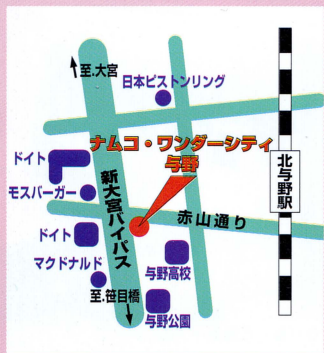 至.大宮
日本ピストンリング
ナムコ・ワンダーシティ
与野
ドイト
モスバーガー
新大宮バイパス
北与野駅
赤山通り
ドイト
マクドナルド
与野高校
至.笹目橋
与野公園